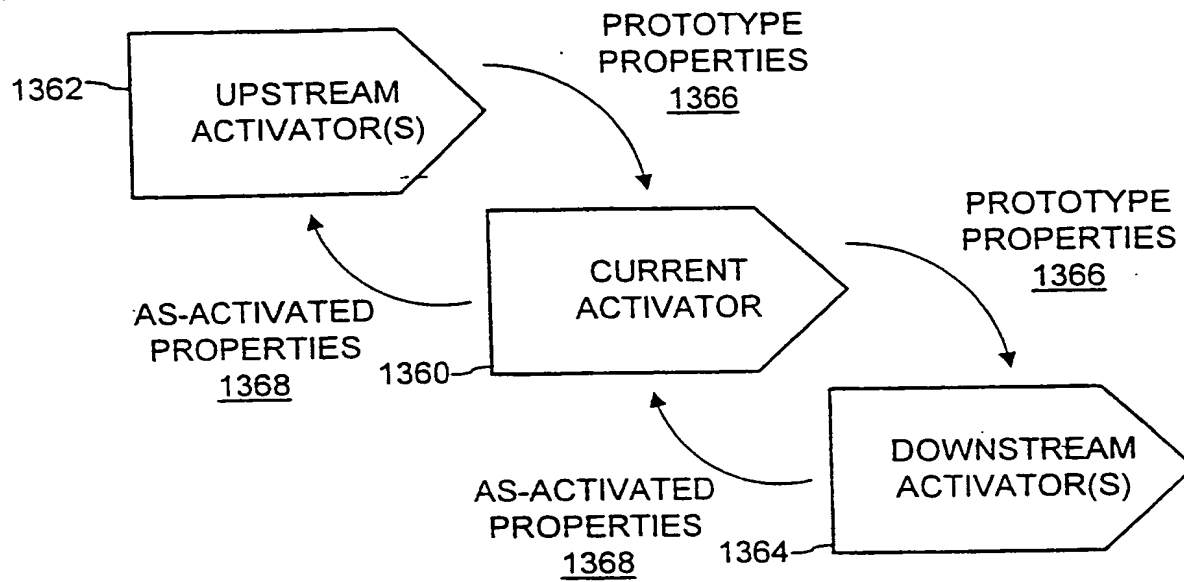 PROTOTYPE
PROPERTIES
1366
1362
UPSTREAM
ACTIVATOR(S)
PROTOTYPE
PROPERTIES
1366
CURRENT
ACTIVATOR
AS-ACTIVATED
PROPERTIES
1368
1360
DOWNSTREAM
ACTIVATOR(S)
AS-ACTIVATED
PROPERTIES
1368
1364